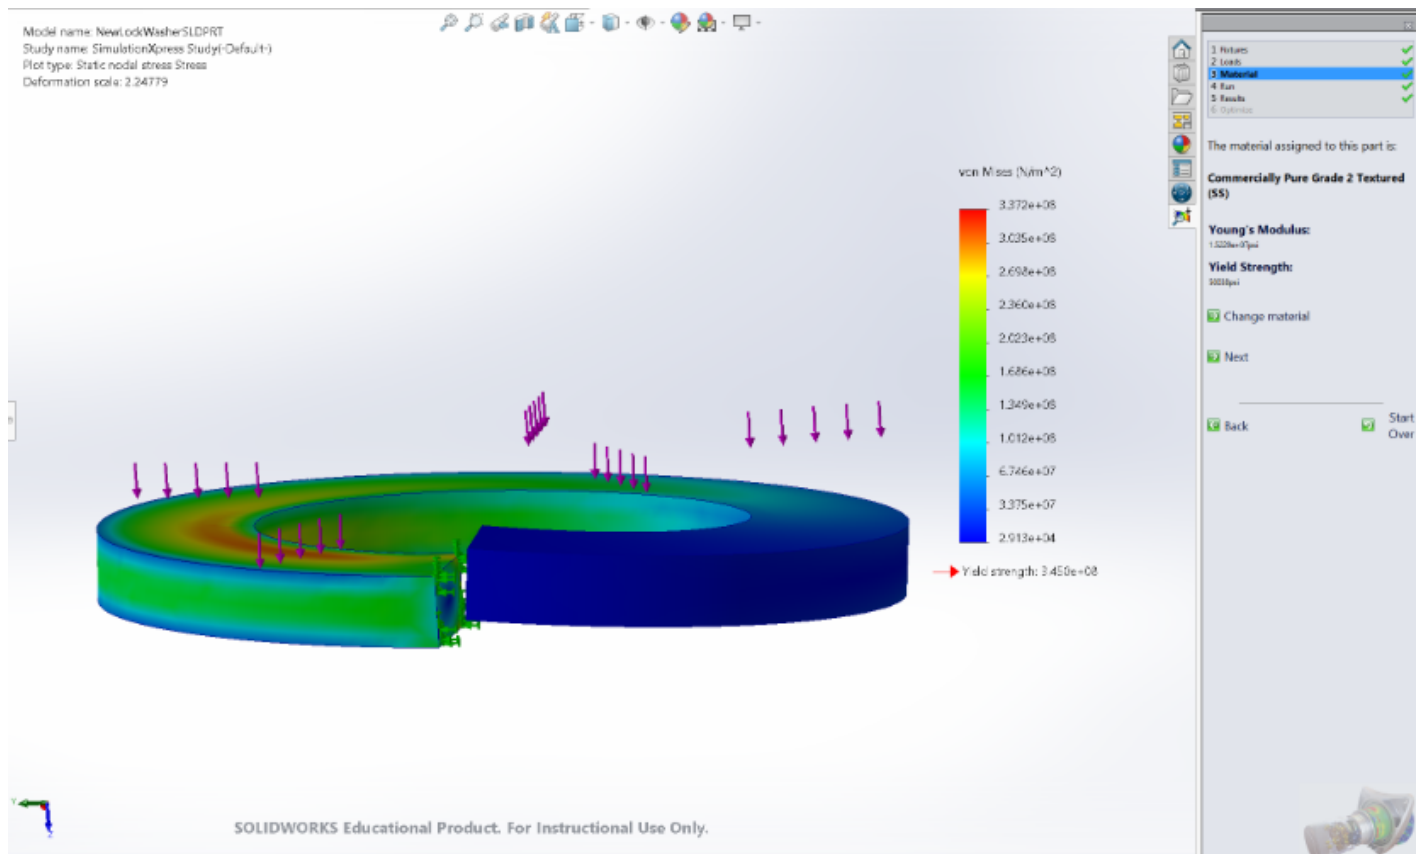 Model name: NewLockWasherSLDPRT
Study name: SimulationXpress Study(-Default-)
Plot type: Static nodal stress Stress
Deformation scale: 2.24779
von Mises (N/m^2)
3.372e+08
3.035e+08
2.698e+08
2.360e+08
2.023e+08
1.686e+08
1.349e+08
1.012e+08
6.746e+07
3.375e+07
2.913e+04
Yield strength: 3.450e+08
1 Fixtures
2 Loads
3 Material
4 Run
5 Results
6 Optimize
The material assigned to this part is:
Commercially Pure Grade 2 Textured
(SS)
Young's Modulus:
Yield Strength:
Change material
Next
Back
Start
Over
Y
SOLIDWORKS Educational Product. For Instructional Use Only.